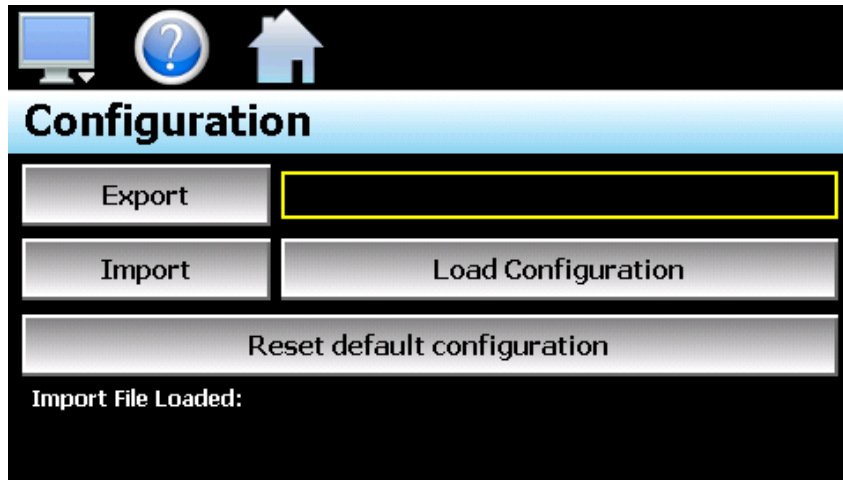 ?
Configuration
Export
Import
Load Configuration
Reset default configuration
Import File Loaded: